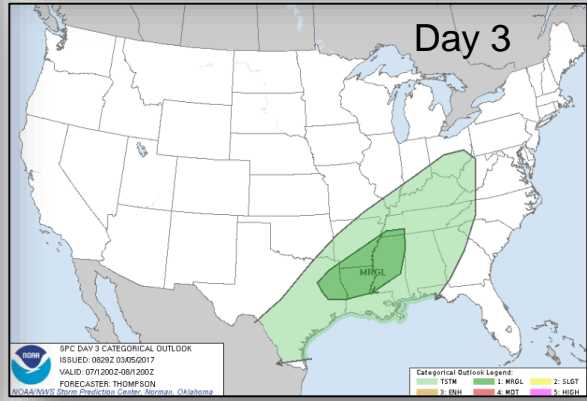 Day 3
MRGL
NOAA
SPC DAY 3 CATEGORICAL OUTLOOK
ISSUED: 0829Z 03/05/2017
VALID: 07/1200Z-08/1200Z
FORECASTER: THOMPSON
NOAA/NWS Storm Prediction Center, Norman, Oklahoma
Categorical Outlook Legend:
TSTM 1: MRGL 2: SLGT
3: ENH 4: MDT 5: HIGH